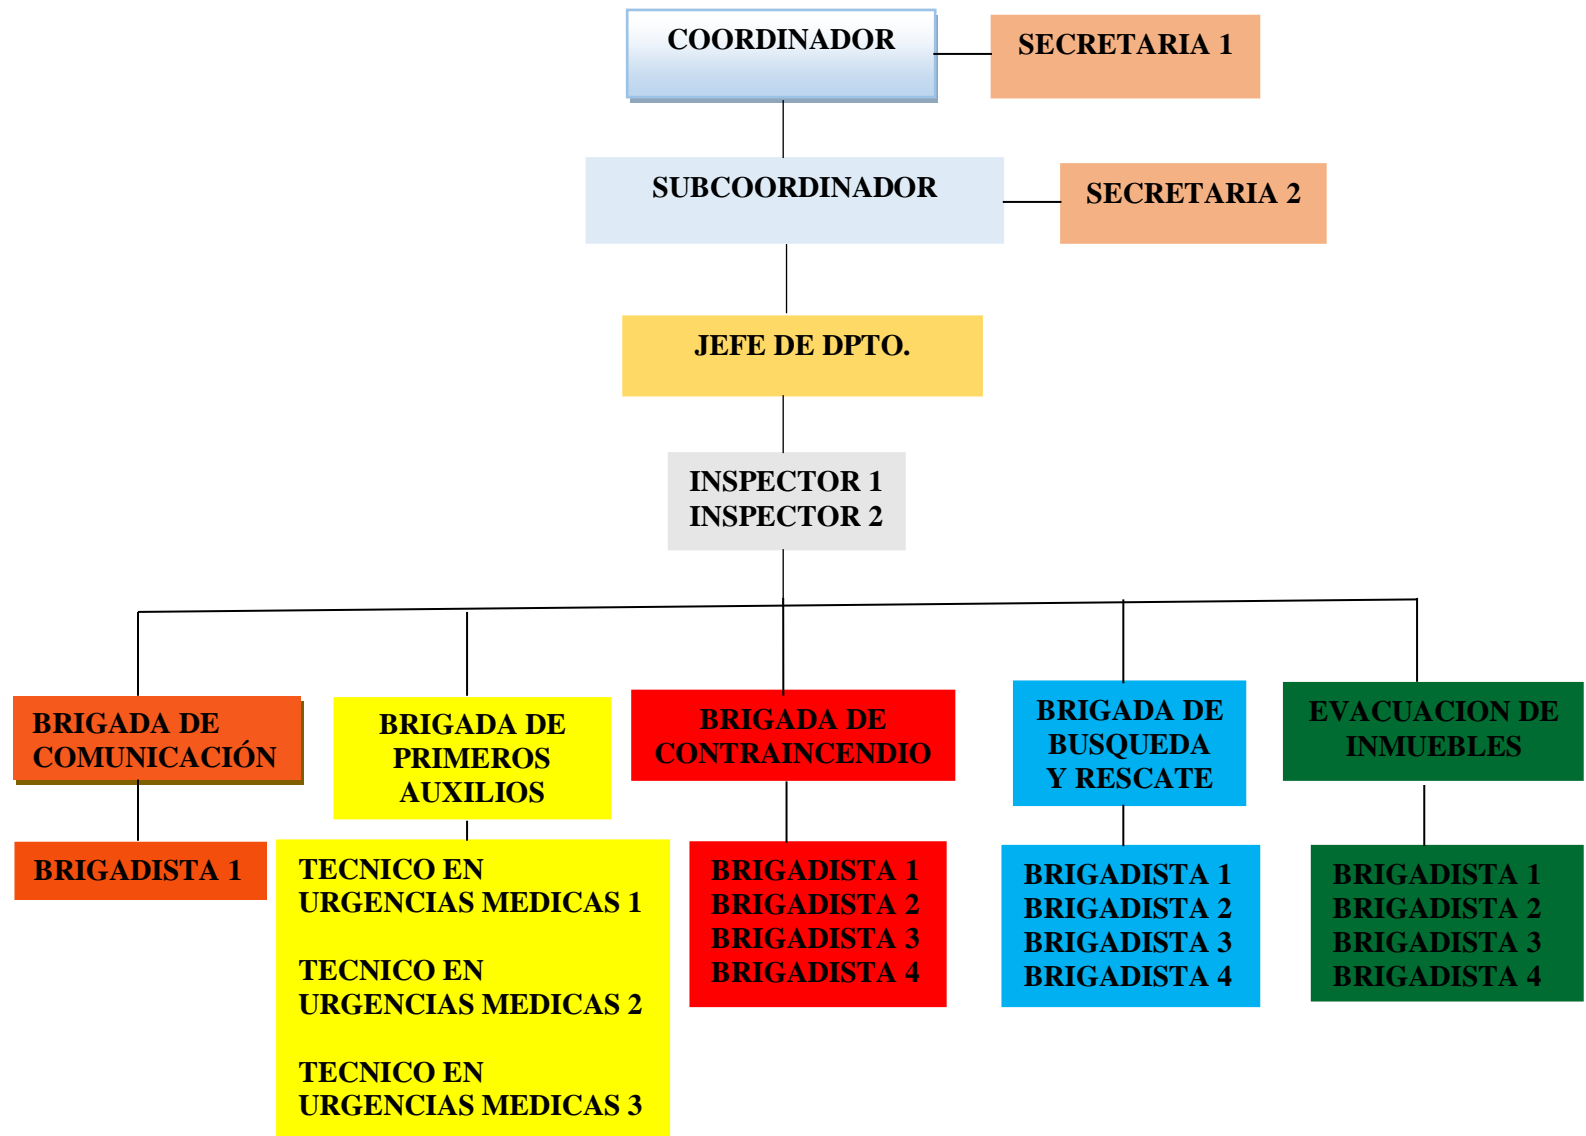 COORDINADOR
SECRETARIA 1
SUBCOORDINADOR
SECRETARIA 2
JEFE DE DPTO.
INSPECTOR 1
INSPECTOR 2
BRIGADA DE
COMUNICACIÓN
BRIGADISTA 1
BRIGADA DE
PRIMEROS
AUXILIOS
TECNICO EN
URGENCIAS MEDICAS 1
TECNICO EN
URGENCIAS MEDICAS 2
TECNICO EN
URGENCIAS MEDICAS 3
BRIGADA DE
CONTRAINCENDIO
BRIGADISTA 1
BRIGADISTA 2
BRIGADISTA 3
BRIGADISTA 4
BRIGADA DE
BUSQUEDA
Y RESCATE
BRIGADISTA 1
BRIGADISTA 2
BRIGADISTA 3
BRIGADISTA 4
EVACUACION DE
INMUEBLES
BRIGADISTA 1
BRIGADISTA 2
BRIGADISTA 3
BRIGADISTA 4